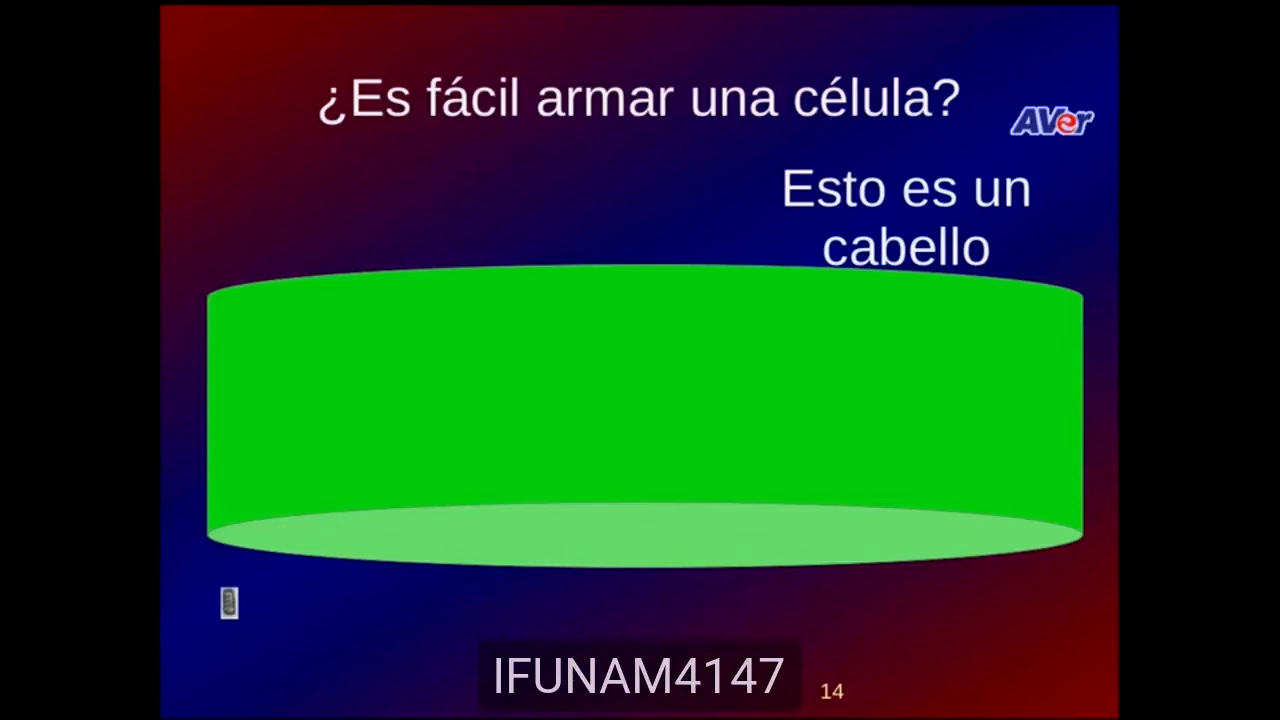 ¿Es fácil armar una célula?
AVer
Esto es un
cabello
IFUNAM4147
14